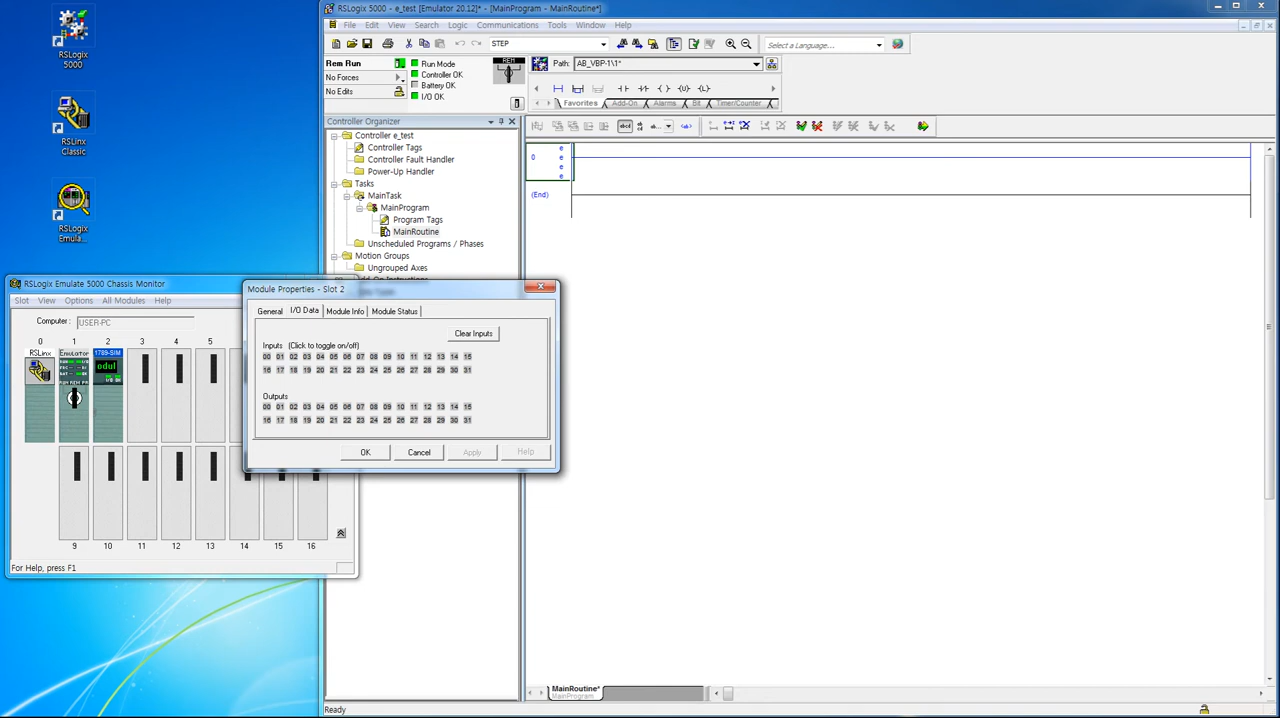 RSLogix
5000
RSLinx
Classic
RSLogix
Emula...
RSLogix 5000 - e_test [Emulator 20.12]* - [MainProgram - MainRoutine*]
File Edit View Search Logic Communications Tools Window Help
STEP
Select a Language...
Rem Run
No Forces
No Edits
Run Mode
Controller OK
Battery OK
I/O OK
REM
Path: AB_VBP-1\1*
Favorites Add-On Alarms Bit Timer/Counter
Controller Organizer
Controller e_test
Controller Tags
Controller Fault Handler
Power-Up Handler
Tasks
MainTask
MainProgram
Program Tags
MainRoutine
Unscheduled Programs / Phases
Motion Groups
Ungrouped Axes
0
e
e
e
e
(End)
RSLogix Emulate 5000 Chassis Monitor
Slot View Options All Modules Help
Computer : USER-PC
0 1 2 3 4 5
RSLinx Emulator 1789-SIM
odul
9 10 11 12 13 14 15 16
For Help, press F1
Module Properties - Slot 2
General I/O Data Module Info Module Status
Clear Inputs
Inputs (Click to toggle on/off)
00 01 02 03 04 05 06 07 08 09 10 11 12 13 14 15
16 17 18 19 20 21 22 23 24 25 26 27 28 29 30 31
Outputs
00 01 02 03 04 05 06 07 08 09 10 11 12 13 14 15
16 17 18 19 20 21 22 23 24 25 26 27 28 29 30 31
OK Cancel Apply Help
MainRoutine*
MainProgram
Ready